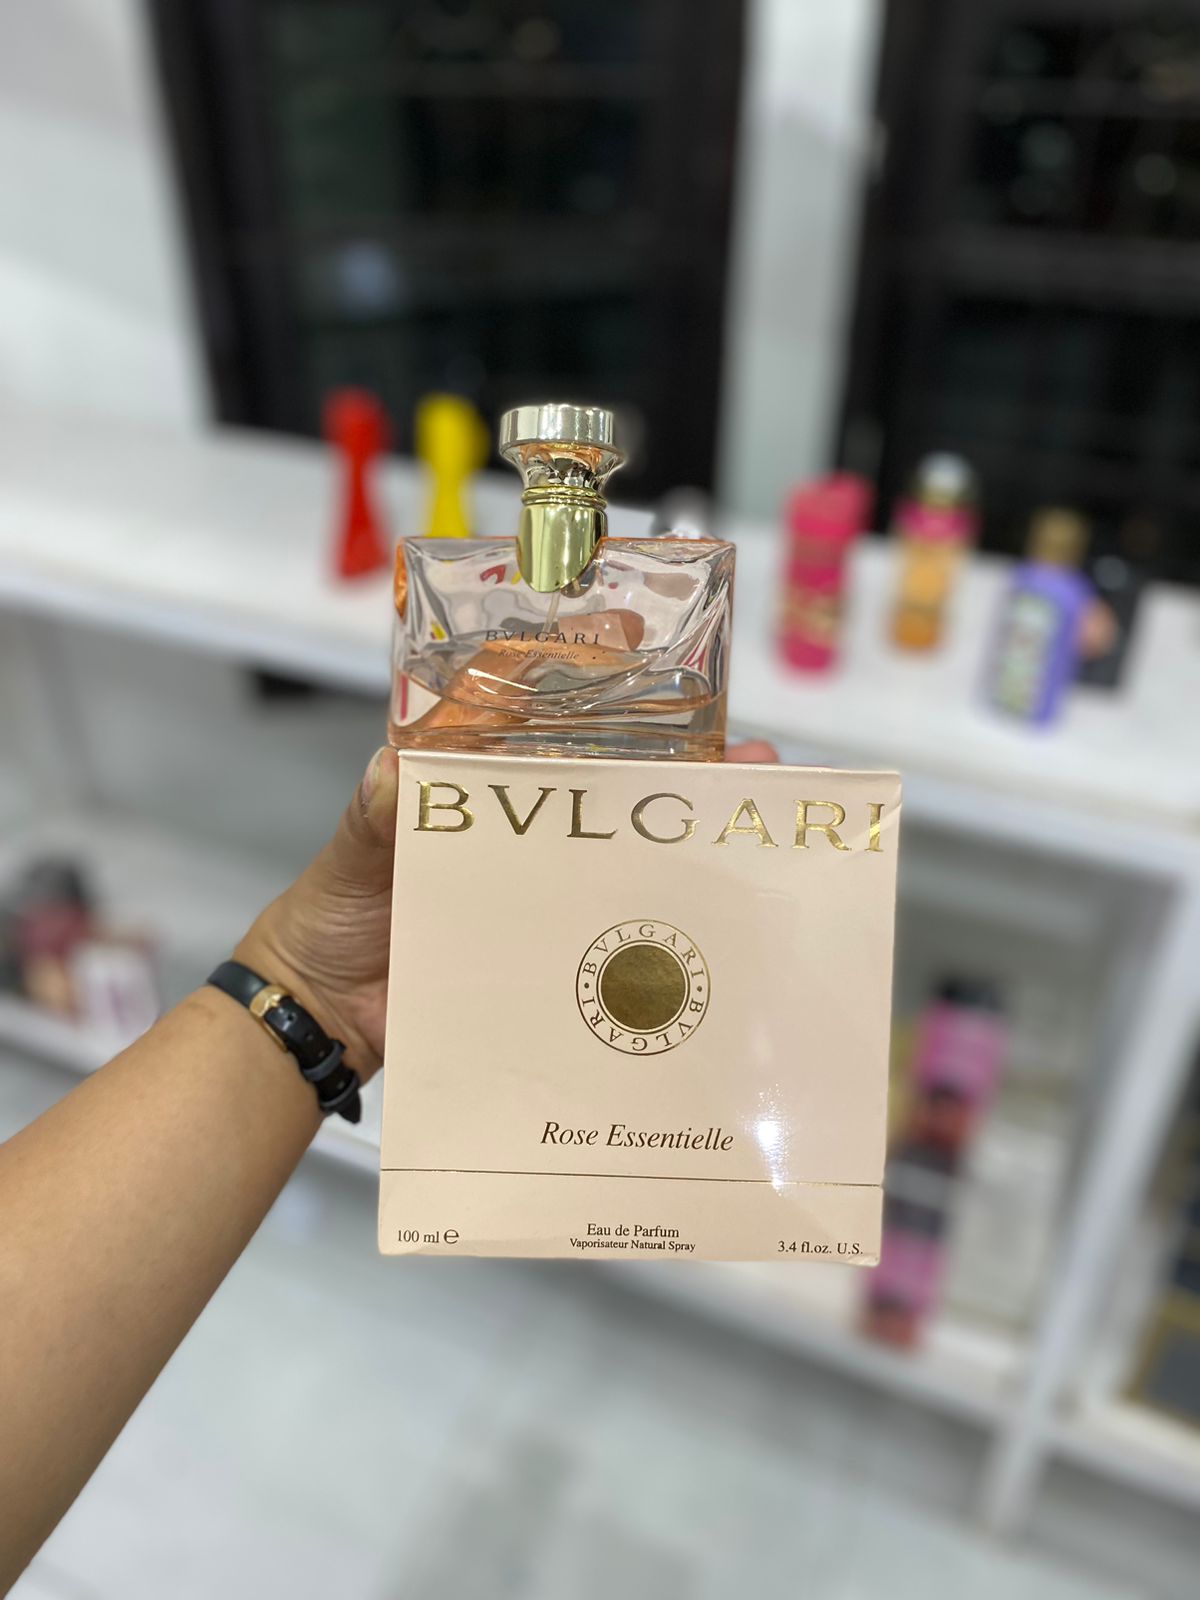 BVLGARI
Rose Essentielle
BVLGARI
BVLGARI • BVLGARI •
Rose Essentielle
100 ml ℮
Eau de Parfum
Vaporisateur Natural Spray
3.4 fl.oz. U.S.